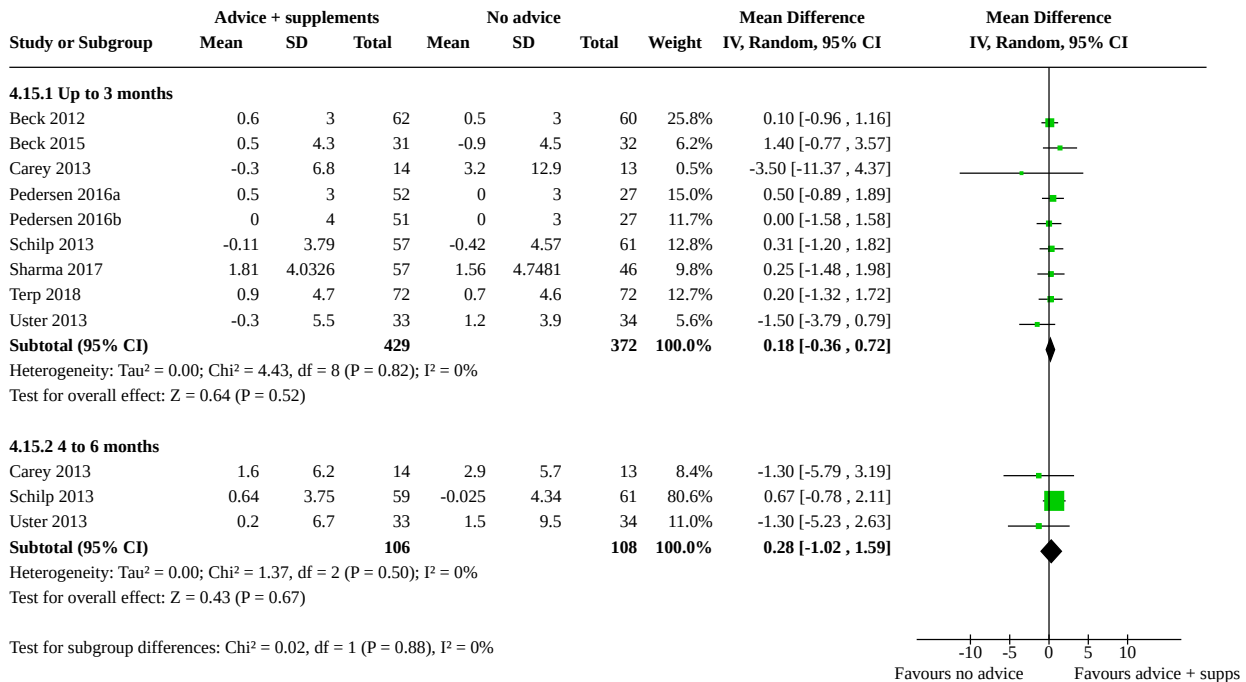 Advice + supplements No advice Mean Difference Mean Difference
Study or Subgroup Mean SD Total Mean SD Total Weight IV, Random, 95% CI IV, Random, 95% CI
4.15.1 Up to 3 months
Beck 2012 0.6 3 62 0.5 3 60 25.8% 0.10 [-0.96 , 1.16]
Beck 2015 0.5 4.3 31 -0.9 4.5 32 6.2% 1.40 [-0.77 , 3.57]
Carey 2013 -0.3 6.8 14 3.2 12.9 13 0.5% -3.50 [-11.37 , 4.37]
Pedersen 2016a 0.5 3 52 0 3 27 15.0% 0.50 [-0.89 , 1.89]
Pedersen 2016b 0 4 51 0 3 27 11.7% 0.00 [-1.58 , 1.58]
Schilp 2013 -0.11 3.79 57 -0.42 4.57 61 12.8% 0.31 [-1.20 , 1.82]
Sharma 2017 1.81 4.0326 57 1.56 4.7481 46 9.8% 0.25 [-1.48 , 1.98]
Terp 2018 0.9 4.7 72 0.7 4.6 72 12.7% 0.20 [-1.32 , 1.72]
Uster 2013 -0.3 5.5 33 1.2 3.9 34 5.6% -1.50 [-3.79 , 0.79]
Subtotal (95% CI) 429 372 100.0% 0.18 [-0.36 , 0.72]
Heterogeneity: Tau² = 0.00; Chi² = 4.43, df = 8 (P = 0.82); I² = 0%
Test for overall effect: Z = 0.64 (P = 0.52)
4.15.2 4 to 6 months
Carey 2013 1.6 6.2 14 2.9 5.7 13 8.4% -1.30 [-5.79 , 3.19]
Schilp 2013 0.64 3.75 59 -0.025 4.34 61 80.6% 0.67 [-0.78 , 2.11]
Uster 2013 0.2 6.7 33 1.5 9.5 34 11.0% -1.30 [-5.23 , 2.63]
Subtotal (95% CI) 106 108 100.0% 0.28 [-1.02 , 1.59]
Heterogeneity: Tau² = 0.00; Chi² = 1.37, df = 2 (P = 0.50); I² = 0%
Test for overall effect: Z = 0.43 (P = 0.67)
Test for subgroup differences: Chi² = 0.02, df = 1 (P = 0.88), I² = 0%
-10 -5 0 5 10
Favours no advice Favours advice + supps